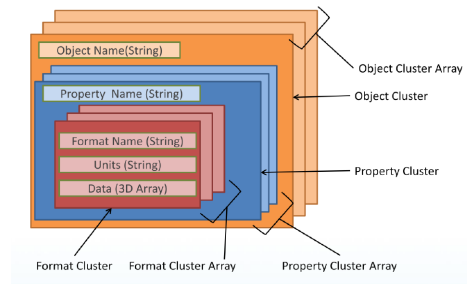 Object Name(String)
Object Cluster Array
Object Cluster
Property Name (String)
Format Name (String)
Units (String)
Property Cluster
Data (3D Array)
Format Cluster
Format Cluster Array
Property Cluster Array